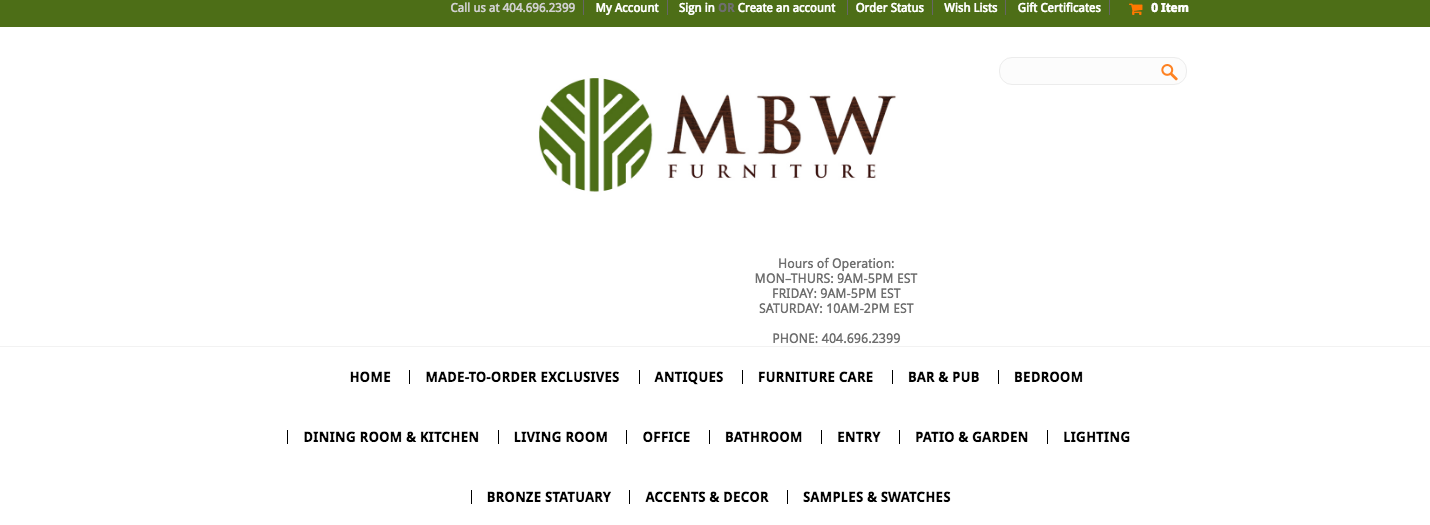 Call us at 404.696.2399 My Account Sign in OR Create an account Order Status Wish Lists Gift Certificates 0 Item
MBW
FURNITURE
Hours of Operation:
MON–THURS: 9AM-5PM EST
FRIDAY: 9AM-5PM EST
SATURDAY: 10AM-2PM EST
PHONE: 404.696.2399
HOME MADE-TO-ORDER EXCLUSIVES ANTIQUES FURNITURE CARE BAR & PUB BEDROOM
DINING ROOM & KITCHEN LIVING ROOM OFFICE BATHROOM ENTRY PATIO & GARDEN LIGHTING
BRONZE STATUARY ACCENTS & DECOR SAMPLES & SWATCHES